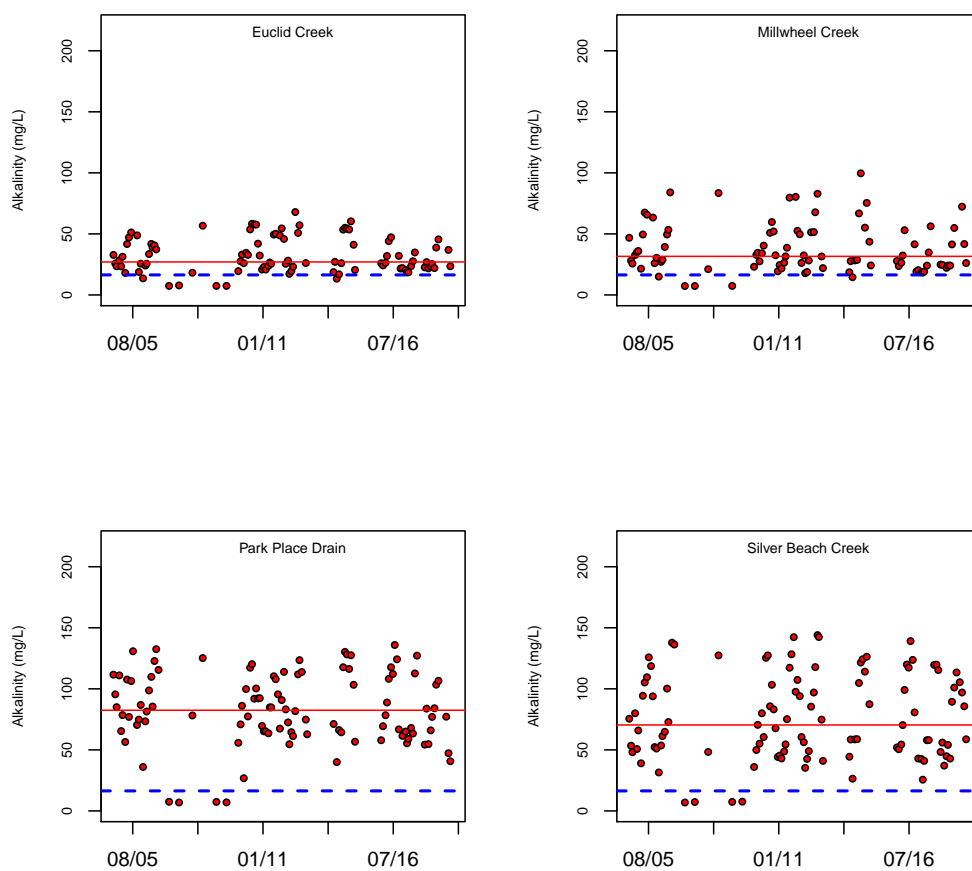 Euclid Creek
Alkalinity (mg/L)
0 50 100 150 200
08/05 01/11 07/16
Millwheel Creek
Alkalinity (mg/L)
0 50 100 150 200
08/05 01/11 07/16
Park Place Drain
Alkalinity (mg/L)
0 50 100 150 200
08/05 01/11 07/16
Silver Beach Creek
Alkalinity (mg/L)
0 50 100 150 200
08/05 01/11 07/16